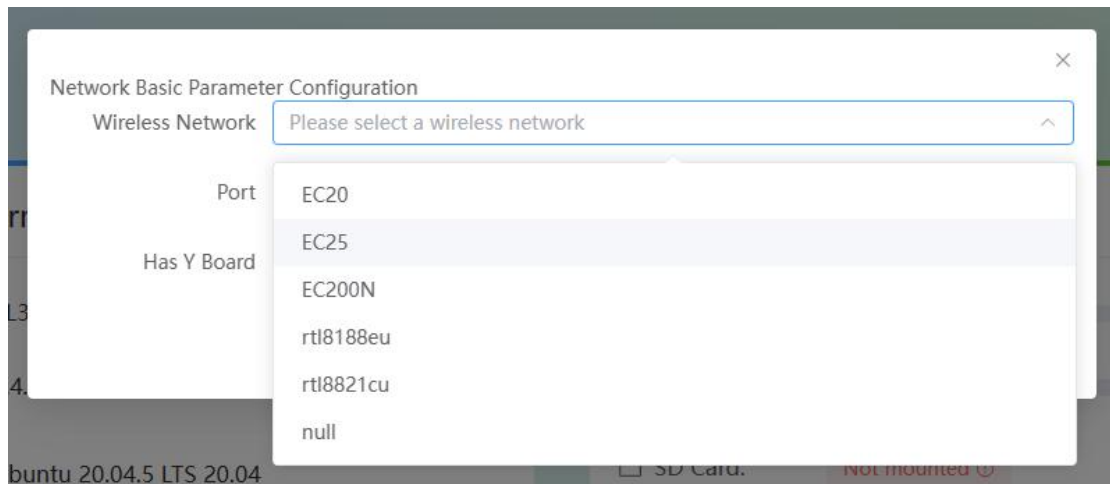 Network Basic Parameter Configuration
Wireless Network Please select a wireless network
Port
EC20
EC25
Has Y Board
EC200N
rtl8188eu
rtl8821cu
null
buntu 20.04.5 LTS 20.04
SD Card:
Not mounted